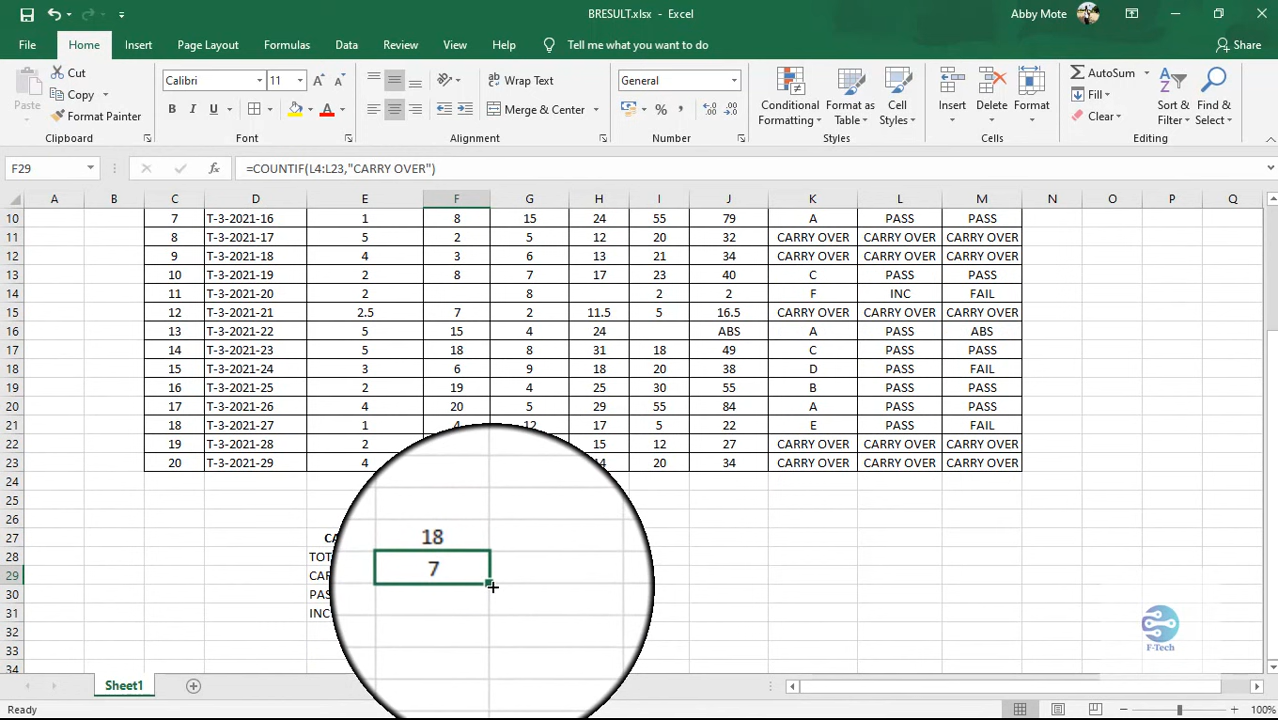 BRESULT.xlsx - Excel
Abby Mote
File Home Insert Page Layout Formulas Data Review View Help Tell me what you want to do Share
Cut
Copy
Format Painter
Paste
Calibri 11
B I U
Wrap Text
Merge & Center
General
Conditional Formatting
Format as Table
Cell Styles
Insert Delete Format
AutoSum
Fill
Clear
Sort & Filter
Find & Select
Clipboard Font Alignment Number Styles Cells Editing
F29 fx =COUNTIF(L4:L23,"CARRY OVER")
A B C D E F G H I J K L M N O P Q
10 7 T-3-2021-16 1 8 15 24 55 79 A PASS PASS
11 8 T-3-2021-17 5 2 5 12 20 32 CARRY OVER CARRY OVER CARRY OVER
12 9 T-3-2021-18 4 3 6 13 21 34 CARRY OVER CARRY OVER CARRY OVER
13 10 T-3-2021-19 2 8 7 17 23 40 C PASS PASS
14 11 T-3-2021-20 2 8 2 2 F INC FAIL
15 12 T-3-2021-21 2.5 7 2 11.5 5 16.5 CARRY OVER CARRY OVER CARRY OVER
16 13 T-3-2021-22 5 15 4 24 ABS A PASS ABS
17 14 T-3-2021-23 5 18 8 31 18 49 C PASS PASS
18 15 T-3-2021-24 3 6 9 18 20 38 D PASS FAIL
19 16 T-3-2021-25 2 19 4 25 30 55 B PASS PASS
20 17 T-3-2021-26 4 20 5 29 55 84 A PASS PASS
21 18 T-3-2021-27 1 4 12 17 5 22 E PASS FAIL
22 19 T-3-2021-28 2 15 12 27 CARRY OVER CARRY OVER CARRY OVER
23 20 T-3-2021-29 4 14 20 34 CARRY OVER CARRY OVER CARRY OVER
24
25
26
27 CA 18
28 TOT
29 CAR 7
30 PAS
31 INC
32
33
34
F-Tech
Sheet1
Ready 100%